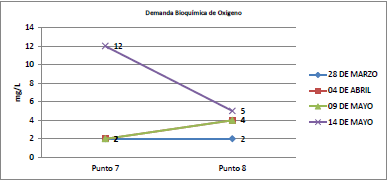 Demanda Bioquímica de Oxigeno
14
12
10
8
6
4
2
0
mg/L
12
2
5
4
2
Punto 7
Punto 8
28 DE MARZO
04 DE ABRIL
09 DE MAYO
14 DE MAYO